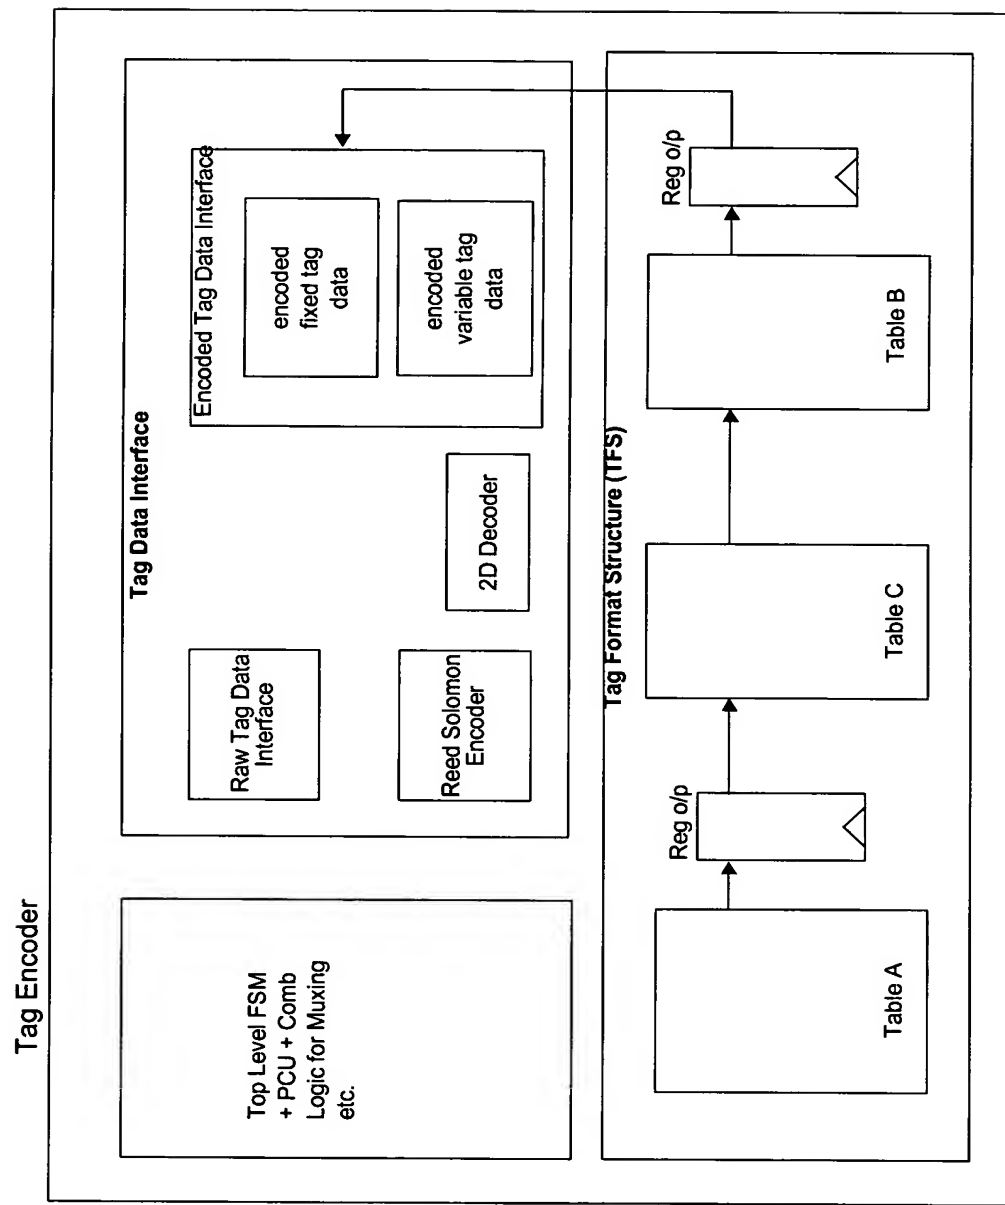 Tag Encoder
Top Level FSM
+ PCU + Comb
Logic for Muxing
etc.
Tag Data Interface
Raw Tag Data
Interface
Reed Solomon
Encoder
2D Decoder
Encoded Tag Data Interface
encoded
fixed tag
data
encoded
variable tag
data
Tag Format Structure (TFS)
Table A
Reg o/p
Table C
Table B
Reg o/p